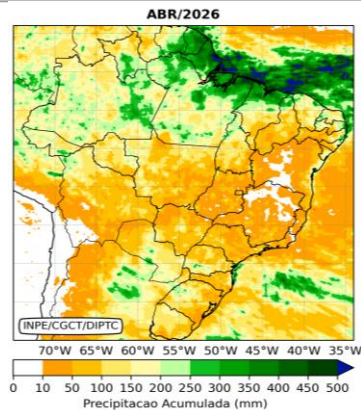 ABR/2026
INPE/CGCT/DIPTC
70°W 65°W 60°W 55°W 50°W 45°W 40°W 35°W
0 10 50 100 150 200 250 300 350 400 450 500
Precipitacao Acumulada (mm)